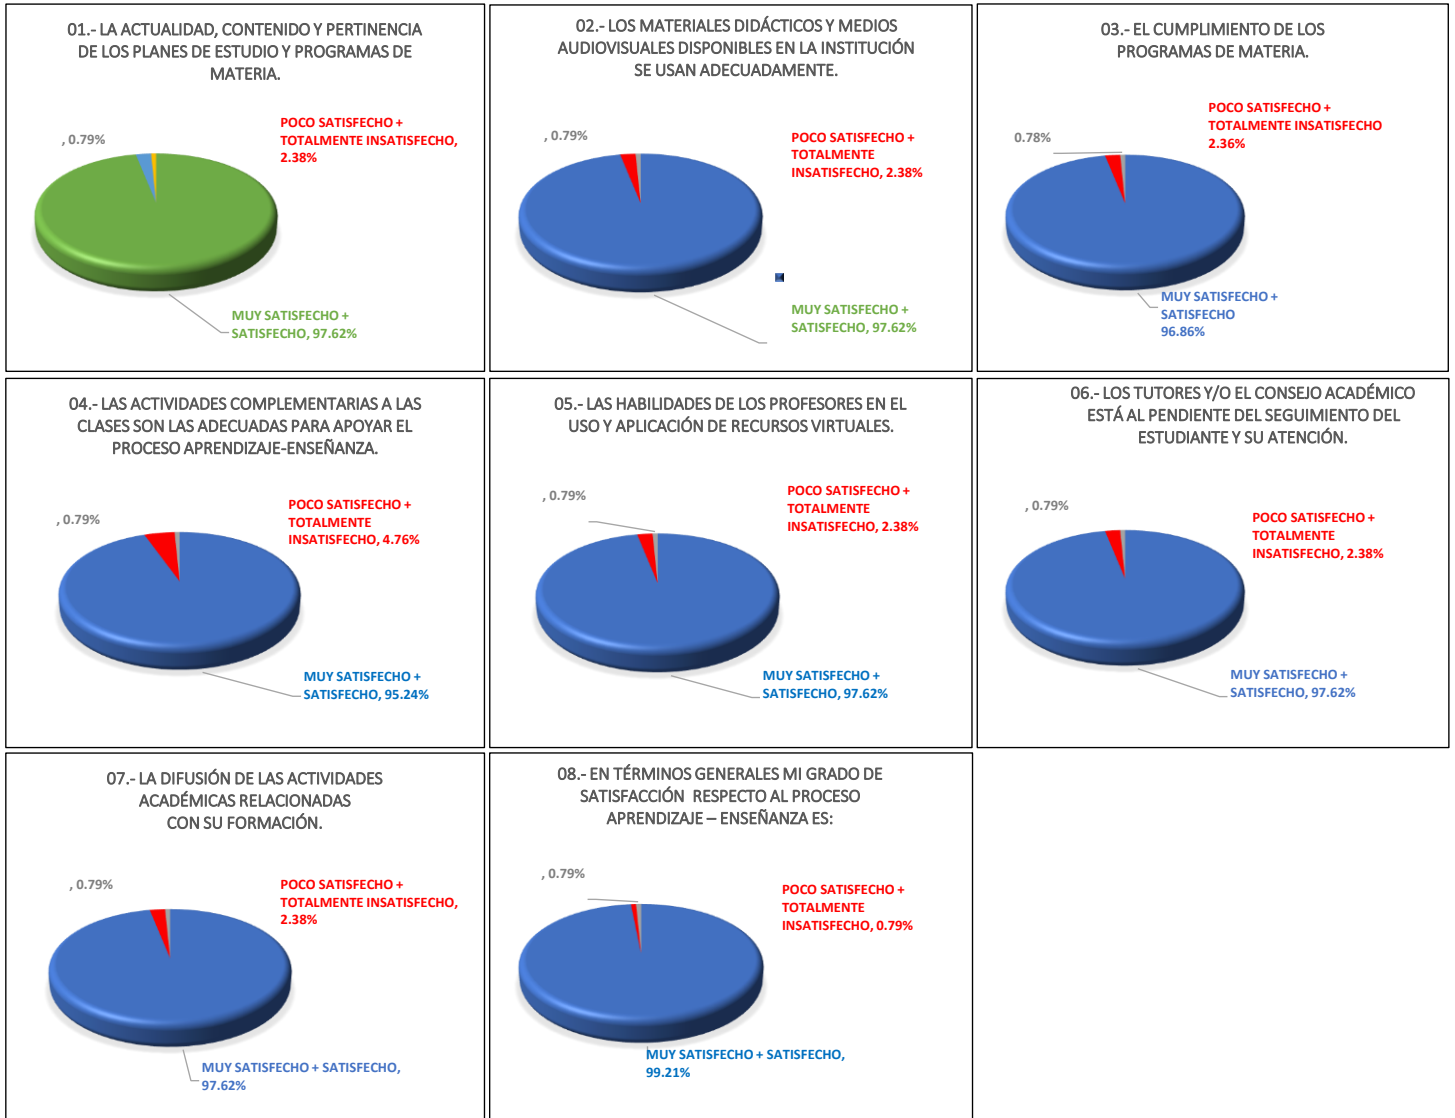 01.- LA ACTUALIDAD, CONTENIDO Y PERTINENCIA
DE LOS PLANES DE ESTUDIO Y PROGRAMAS DE
MATERIA.
, 0.79%
POCO SATISFECHO +
TOTALMENTE INSATISFECHO,
2.38%
MUY SATISFECHO +
SATISFECHO, 97.62%
02.- LOS MATERIALES DIDÁCTICOS Y MEDIOS
AUDIOVISUALES DISPONIBLES EN LA INSTITUCIÓN
SE USAN ADECUADAMENTE.
, 0.79%
POCO SATISFECHO +
TOTALMENTE
INSATISFECHO, 2.38%
MUY SATISFECHO +
SATISFECHO, 97.62%
03.- EL CUMPLIMIENTO DE LOS
PROGRAMAS DE MATERIA.
0.78%
POCO SATISFECHO +
TOTALMENTE INSATISFECHO
2.36%
MUY SATISFECHO +
SATISFECHO
96.86%
04.- LAS ACTIVIDADES COMPLEMENTARIAS A LAS
CLASES SON LAS ADECUADAS PARA APOYAR EL
PROCESO APRENDIZAJE-ENSEÑANZA.
, 0.79%
POCO SATISFECHO +
TOTALMENTE
INSATISFECHO, 4.76%
MUY SATISFECHO +
SATISFECHO, 95.24%
05.- LAS HABILIDADES DE LOS PROFESORES EN EL
USO Y APLICACIÓN DE RECURSOS VIRTUALES.
, 0.79%
POCO SATISFECHO +
TOTALMENTE
INSATISFECHO, 2.38%
MUY SATISFECHO +
SATISFECHO, 97.62%
06.- LOS TUTORES Y/O EL CONSEJO ACADÉMICO
ESTÁ AL PENDIENTE DEL SEGUIMIENTO DEL
ESTUDIANTE Y SU ATENCIÓN.
, 0.79%
POCO SATISFECHO +
TOTALMENTE
INSATISFECHO, 2.38%
MUY SATISFECHO +
SATISFECHO, 97.62%
07.- LA DIFUSIÓN DE LAS ACTIVIDADES
ACADÉMICAS RELACIONADAS
CON SU FORMACIÓN.
, 0.79%
POCO SATISFECHO +
TOTALMENTE INSATISFECHO,
2.38%
MUY SATISFECHO + SATISFECHO,
97.62%
08.- EN TÉRMINOS GENERALES MI GRADO DE
SATISFACCIÓN RESPECTO AL PROCESO
APRENDIZAJE – ENSEÑANZA ES:
, 0.79%
POCO SATISFECHO +
TOTALMENTE
INSATISFECHO, 0.79%
MUY SATISFECHO + SATISFECHO,
99.21%